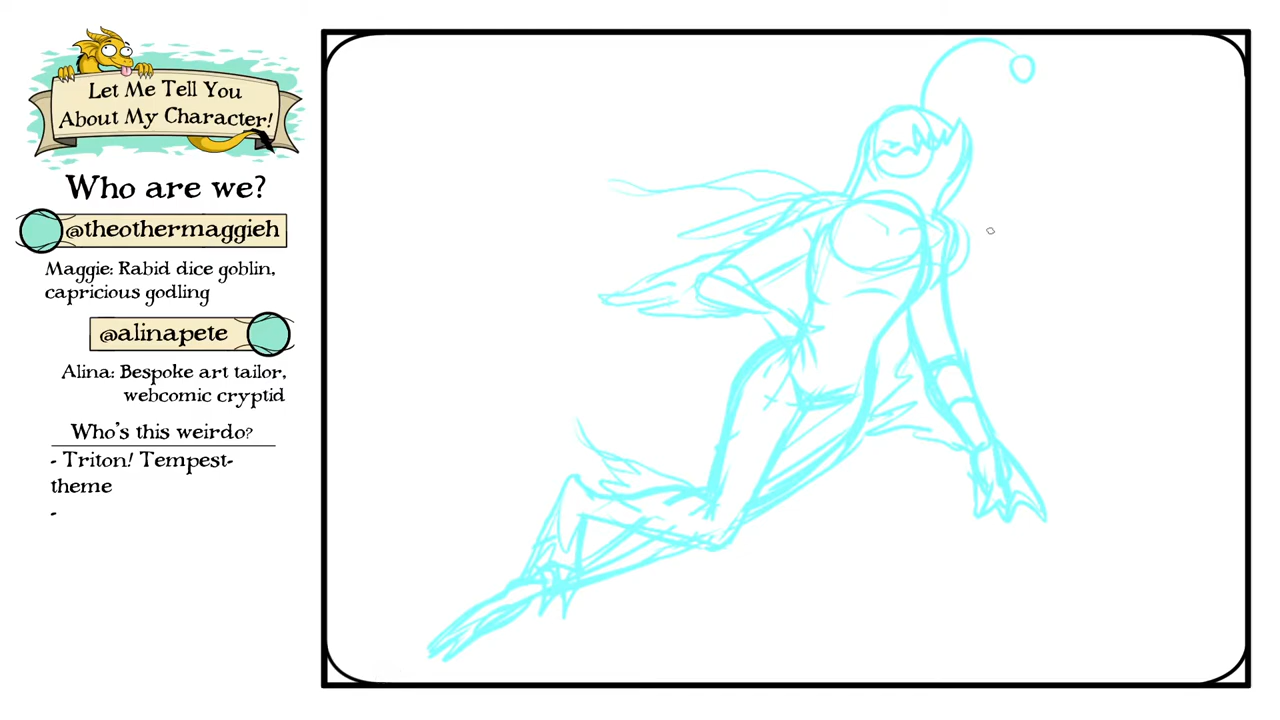 Let Me Tell You
About My Character!
Who are we?
@theothermaggieh
Maggie: Rabid dice goblin,
capricious godling
@alinapete
Alina: Bespoke art tailor,
webcomic cryptid
Who's this weirdo?
- Triton! Tempest-
theme
-